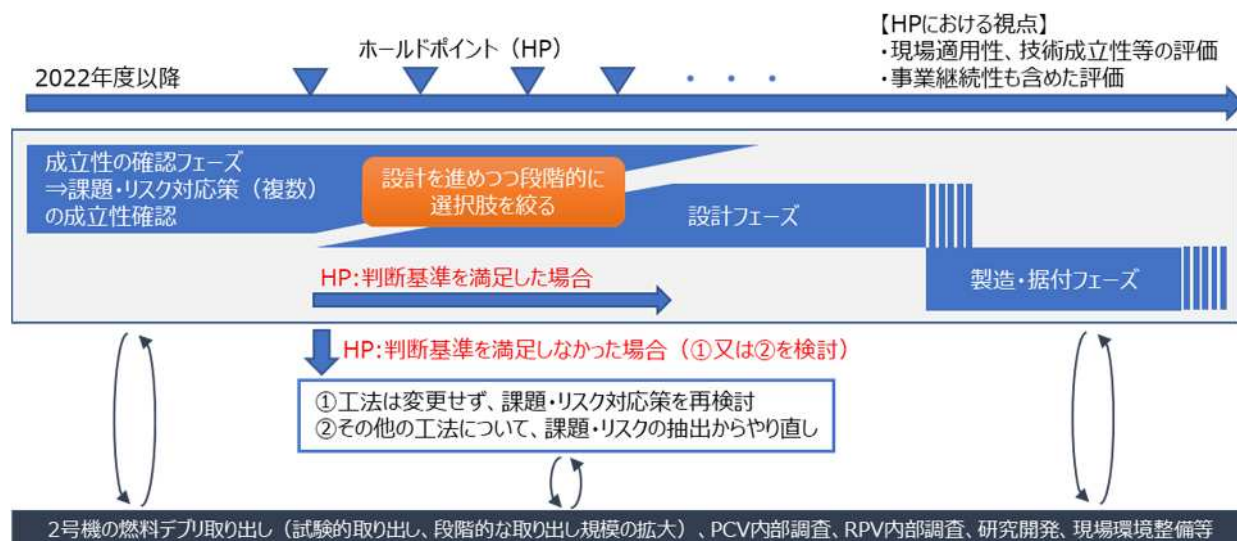 【HPにおける視点】
・現場適用性、技術成立性等の評価
・事業継続性も含めた評価
ホールドポイント（HP）
2022年度以降
・ ・ ・
成立性の確認フェーズ
⇒課題・リスク対応策（複数）
の成立性確認
設計を進めつつ段階的に
選択肢を絞る
設計フェーズ
製造・据付フェーズ
HP:判断基準を満足した場合
HP:判断基準を満足しなかった場合（①又は②を検討）
①工法は変更せず、課題・リスク対応策を再検討
②その他の工法について、課題・リスクの抽出からやり直し
2号機の燃料デブリ取り出し（試験的取り出し、段階的な取り出し規模の拡大）、PCV内部調査、RPV内部調査、研究開発、現場環境整備等